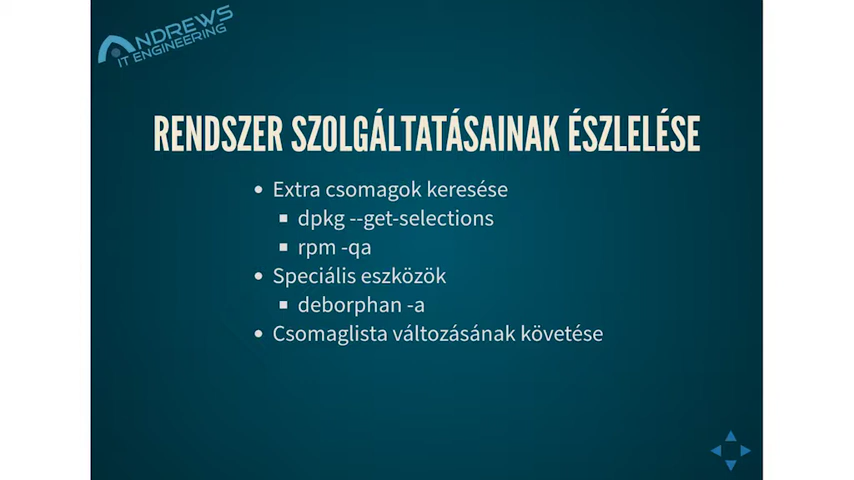 ANDREWS
IT ENGINEERING
RENDSZER SZOLGÁLTATÁSAINAK ÉSZLELÉSE
Extra csomagok keresése
dpkg --get-selections
rpm -qa
Speciális eszközök
deborphan -a
Csomaglista változásának követése